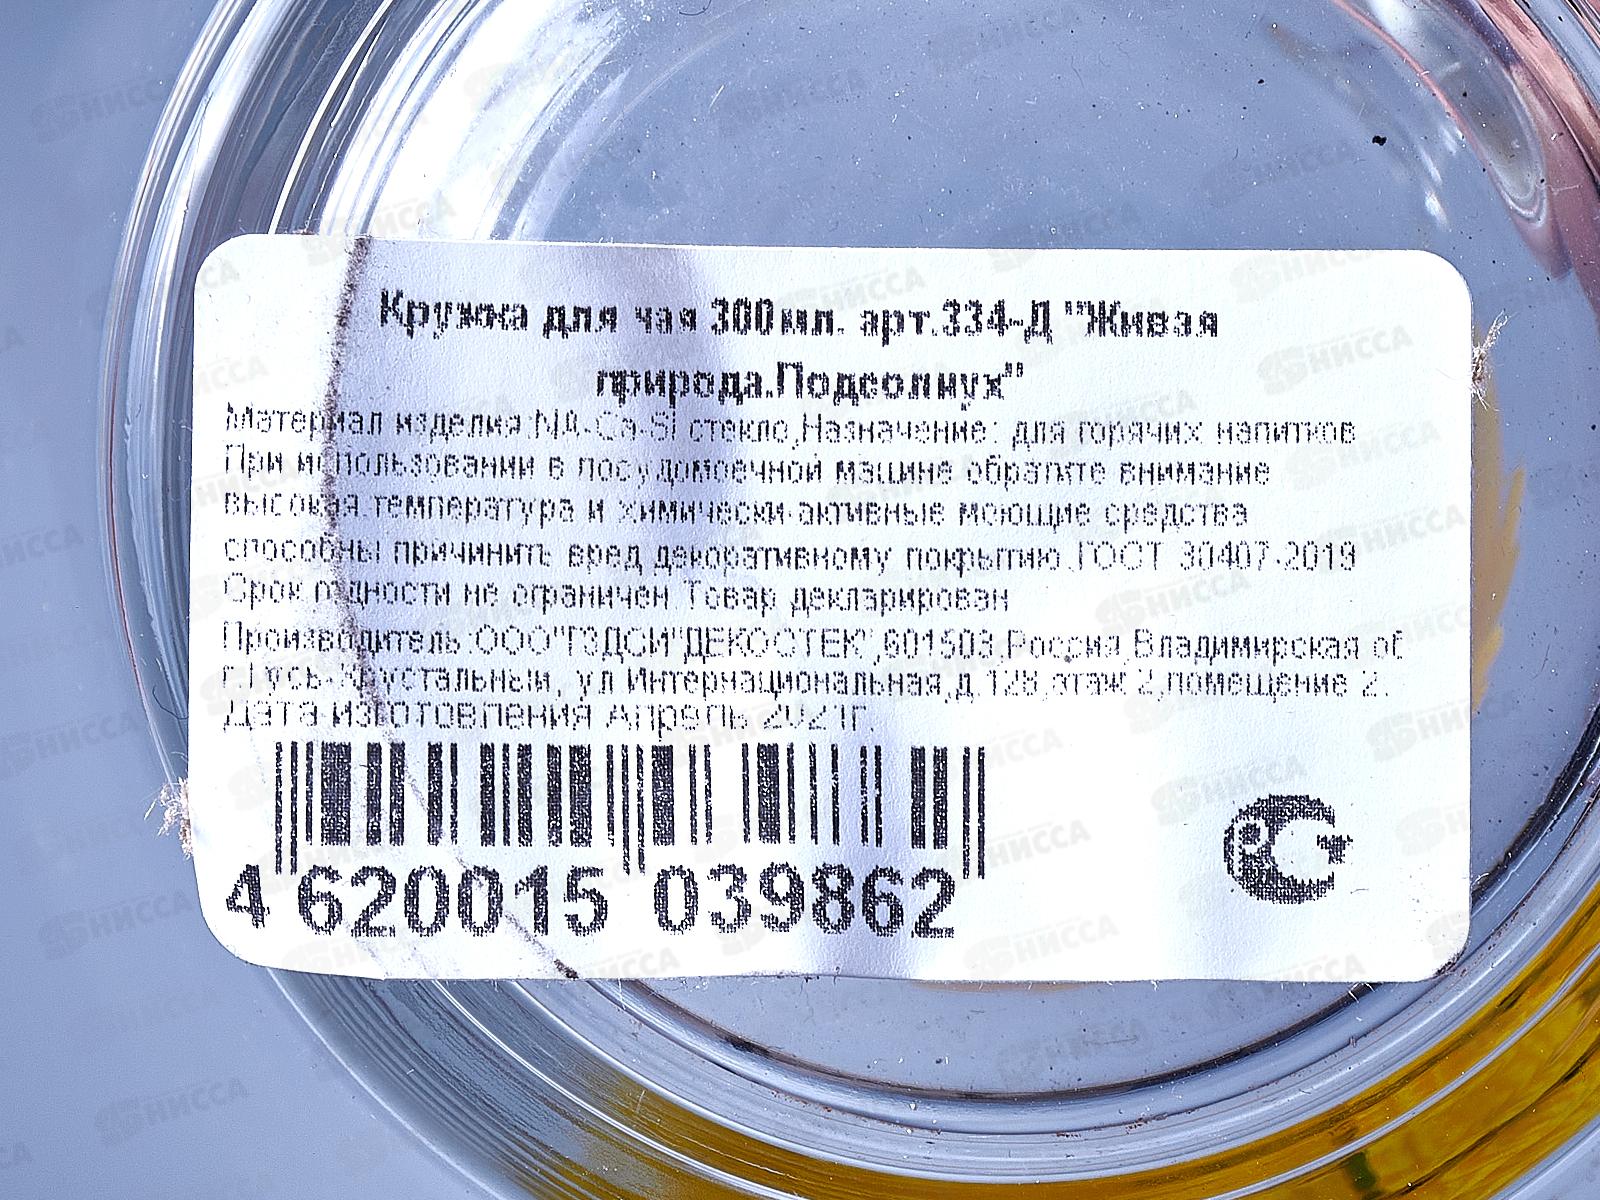 Кружка для чая 300мл. арт.334-Д "Живая
природа.Подсолнух"
Материал изделия:NA-Ca-Si стекло,Назначение: для горячих напитков
При использовании в посудомоечной машине обратите внимание
высокая температура и химически-активные моющие средства
способны причинить вред декоративному покрытию.ГОСТ 30407-2019
Срок годности не ограничен.Товар декларирован
Производитель:ООО"ГЗДСИ"ДЕКОСТЕК",601503,Россия,Владимирская об
г.Гусь-Хрустальный, ул.Интернациональная,д.128,этаж 2,помещение 2.
Дата изготовления Апрель 2021г.
4 620015 039862
НИССА